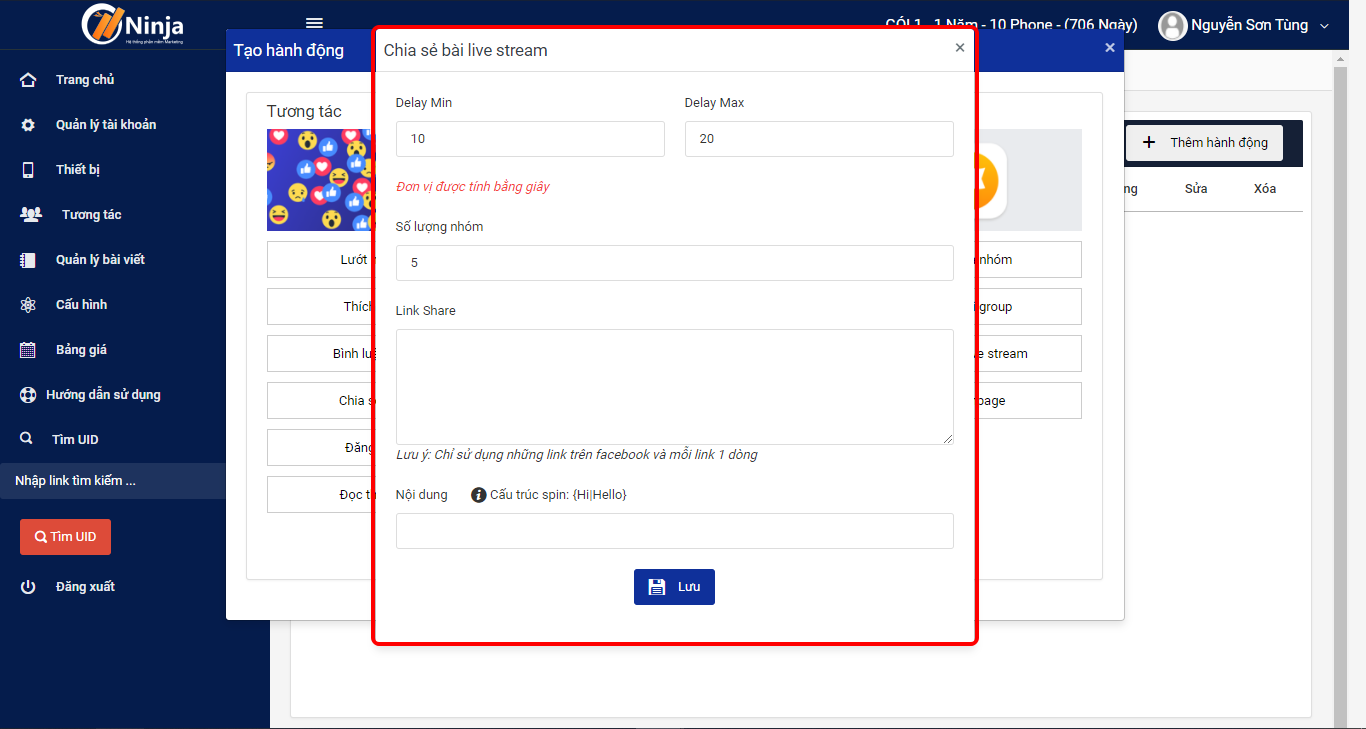 Ninja
Hệ thống phần mềm Marketing
GÓI 1 - 1 Năm - 10 Phone - (706 Ngày)
Nguyễn Sơn Tùng
Trang chủ
Quản lý tài khoản
Thiết bị
Tương tác
Quản lý bài viết
Cấu hình
Bảng giá
Hướng dẫn sử dụng
Tìm UID
Nhập link tìm kiếm ...
Tìm UID
Đăng xuất
Tạo hành động
×
Tương tác
Lướt
Thích
Bình lu
Chia s
Đăng
Đọc t
Chia sẻ bài live stream
×
Delay Min
Delay Max
10
20
Đơn vị được tính bằng giây
Số lượng nhóm
5
Link Share
Lưu ý: Chỉ sử dụng những link trên facebook và mỗi link 1 dòng
Nội dung
Cấu trúc spin: {Hi|Hello}
Lưu
nhóm
group
e stream
page
+ Thêm hành động
ng
Sửa
Xóa